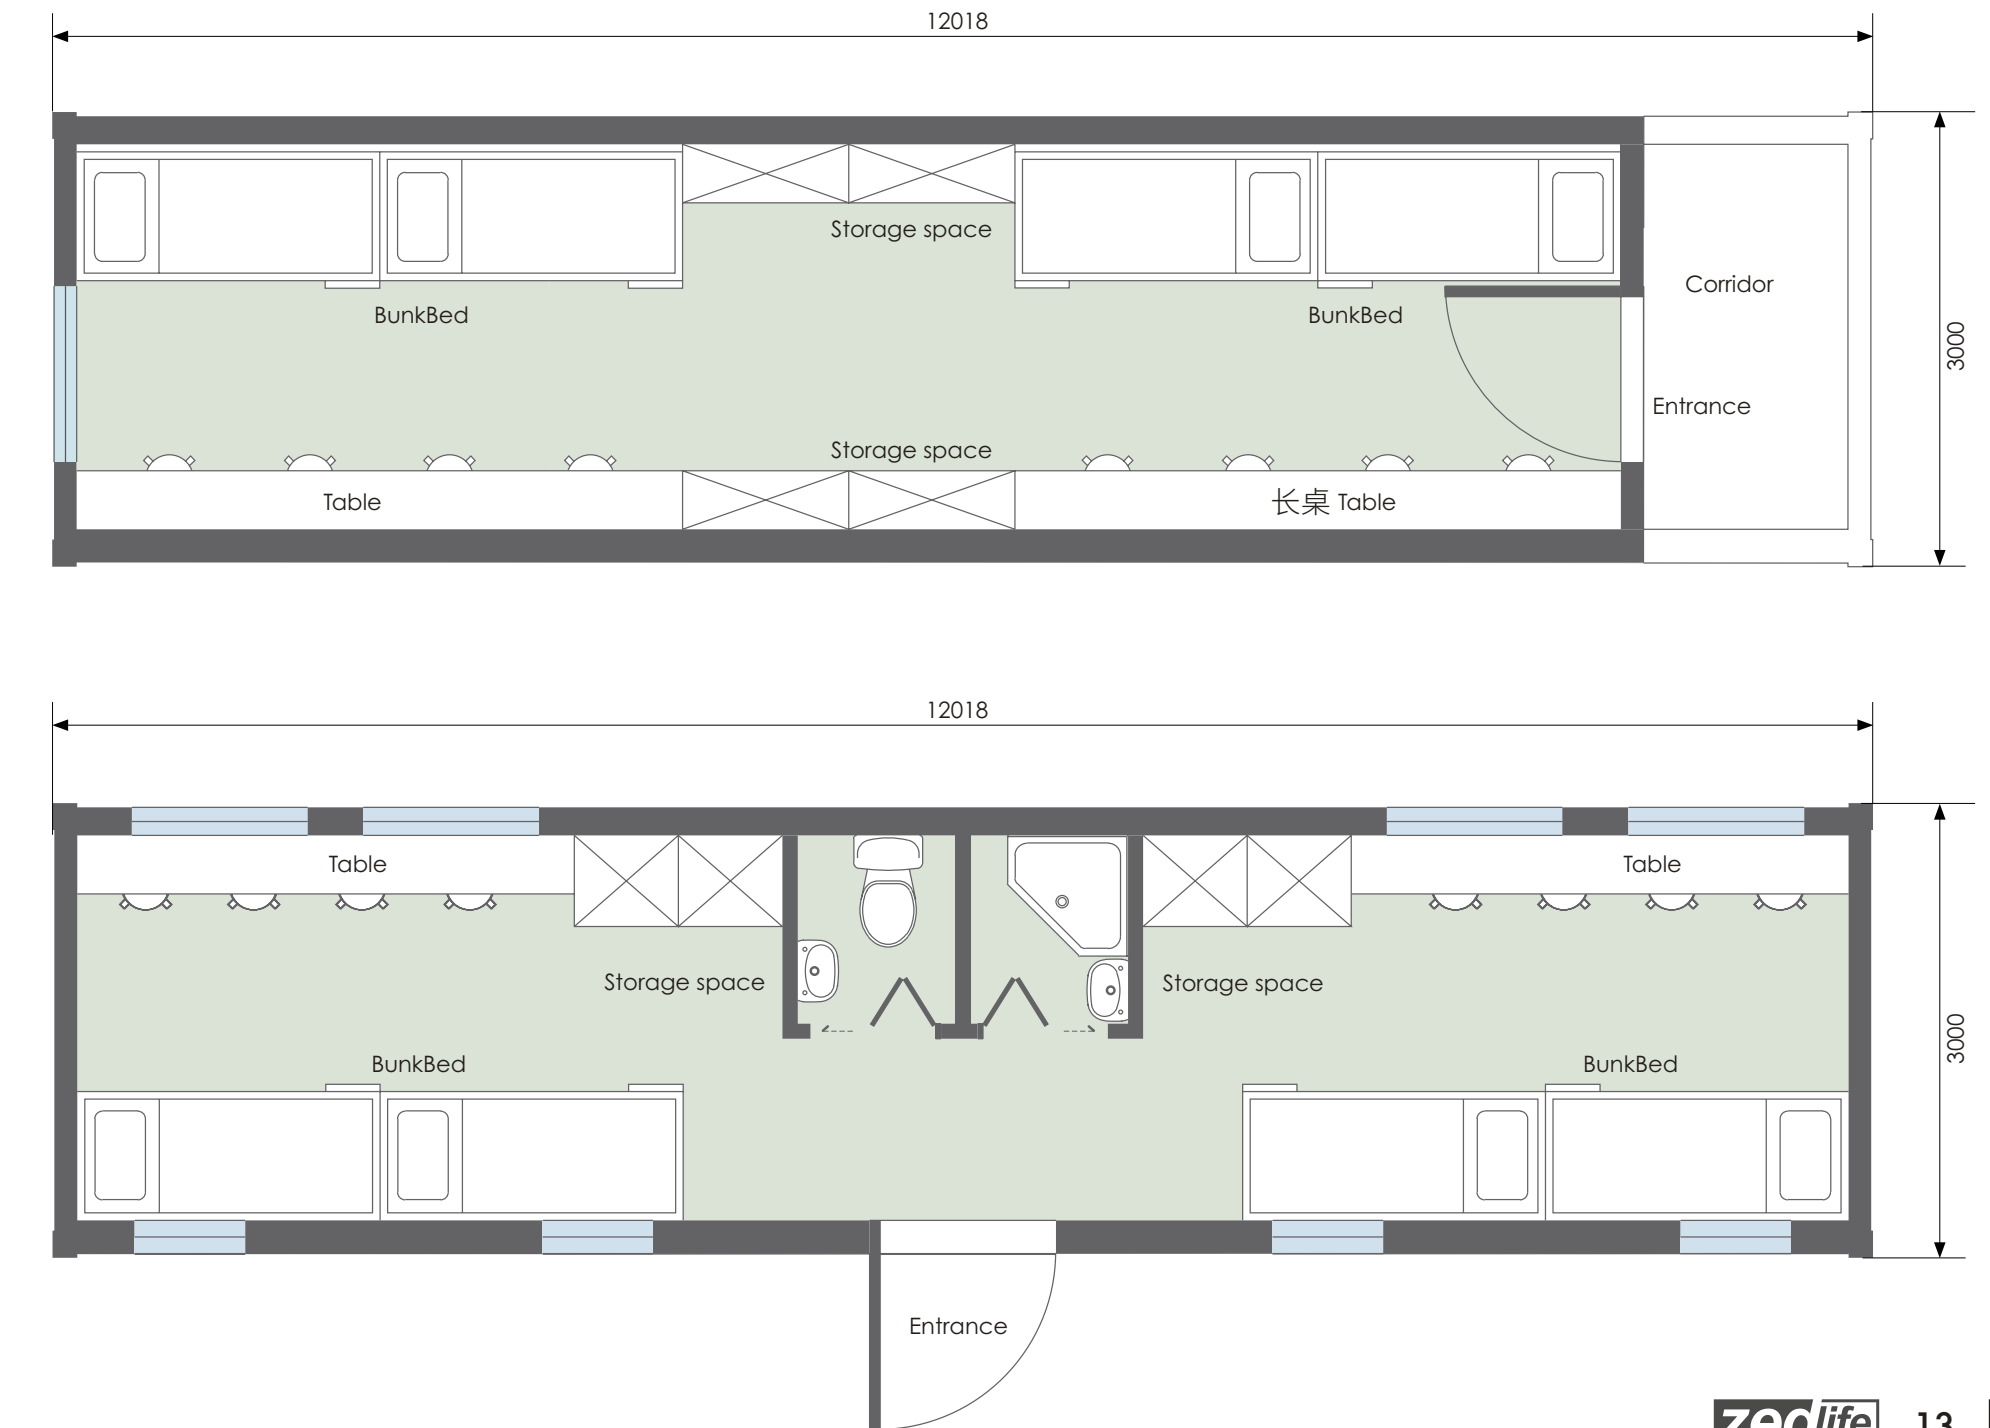 12018
Storage space
Corridor
BunkBed
BunkBed
3000
Entrance
Storage space
Table
长桌 Table
12018
Table
Table
Storage space
Storage space
3000
BunkBed
BunkBed
Entrance
zedlife 13